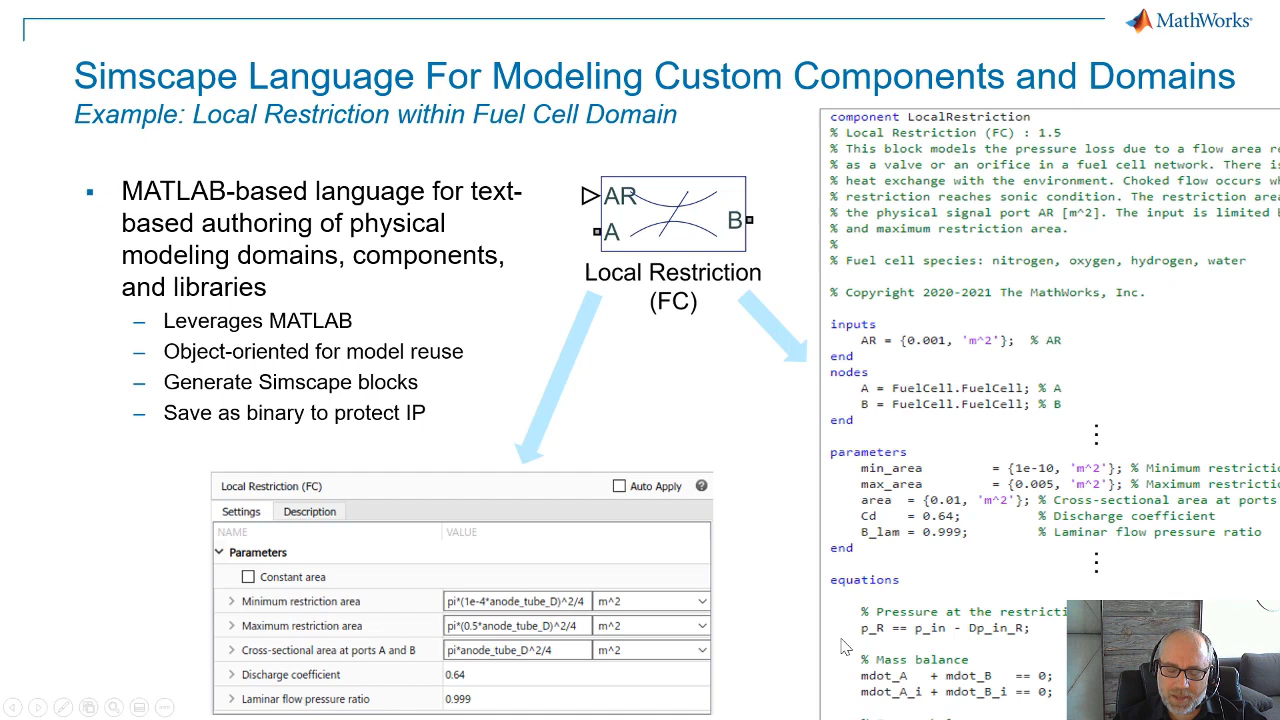 MathWorks
Simscape Language For Modeling Custom Components and Domains
Example: Local Restriction within Fuel Cell Domain
▪ MATLAB-based language for text-
based authoring of physical
modeling domains, components,
and libraries
– Leverages MATLAB
– Object-oriented for model reuse
– Generate Simscape blocks
– Save as binary to protect IP
AR
A
B
Local Restriction
(FC)
Local Restriction (FC)
Auto Apply
Settings Description
NAME VALUE
Parameters
Constant area
Minimum restriction area pi*(1e-4*anode_tube_D)^2/4 m^2
Maximum restriction area pi*(0.5*anode_tube_D)^2/4 m^2
Cross-sectional area at ports A and B pi*anode_tube_D^2/4 m^2
Discharge coefficient 0.64
Laminar flow pressure ratio 0.999
component LocalRestriction
% Local Restriction (FC) : 1.5
% This block models the pressure loss due to a flow area re
% as a valve or an orifice in a fuel cell network. There is
% heat exchange with the environment. Choked flow occurs wh
% restriction reaches sonic condition. The restriction area
% the physical signal port AR [m^2]. The input is limited
% and maximum restriction area.
%
% Fuel cell species: nitrogen, oxygen, hydrogen, water
% Copyright 2020-2021 The MathWorks, Inc.
inputs
AR = {0.001, 'm^2'}; % AR
end
nodes
A = FuelCell.FuelCell; % A
B = FuelCell.FuelCell; % B
end
parameters
min_area = {1e-10, 'm^2'}; % Minimum restricti
max_area = {0.005, 'm^2'}; % Maximum restricti
area = {0.01, 'm^2'}; % Cross-sectional area at ports
Cd = 0.64; % Discharge coefficient
B_lam = 0.999; % Laminar flow pressure ratio
end
equations
% Pressure at the restricti
p_R == p_in - Dp_in_R;
% Mass balance
mdot_A + mdot_B == 0;
mdot_A_i + mdot_B_i == 0;